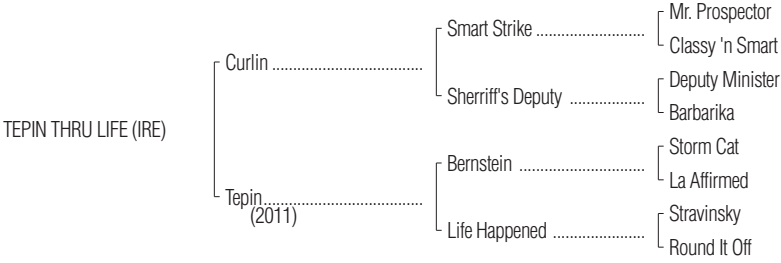 Mr. Prospector
Smart Strike ..........................
Classy 'n Smart
Curlin ....................................
Deputy Minister
Sherriff's Deputy ..................
Barbarika
TEPIN THRU LIFE (IRE)
Storm Cat
Bernstein ..............................
La Affirmed
Tepin......................................
(2011)
Stravinsky
Life Happened ......................
Round It Off